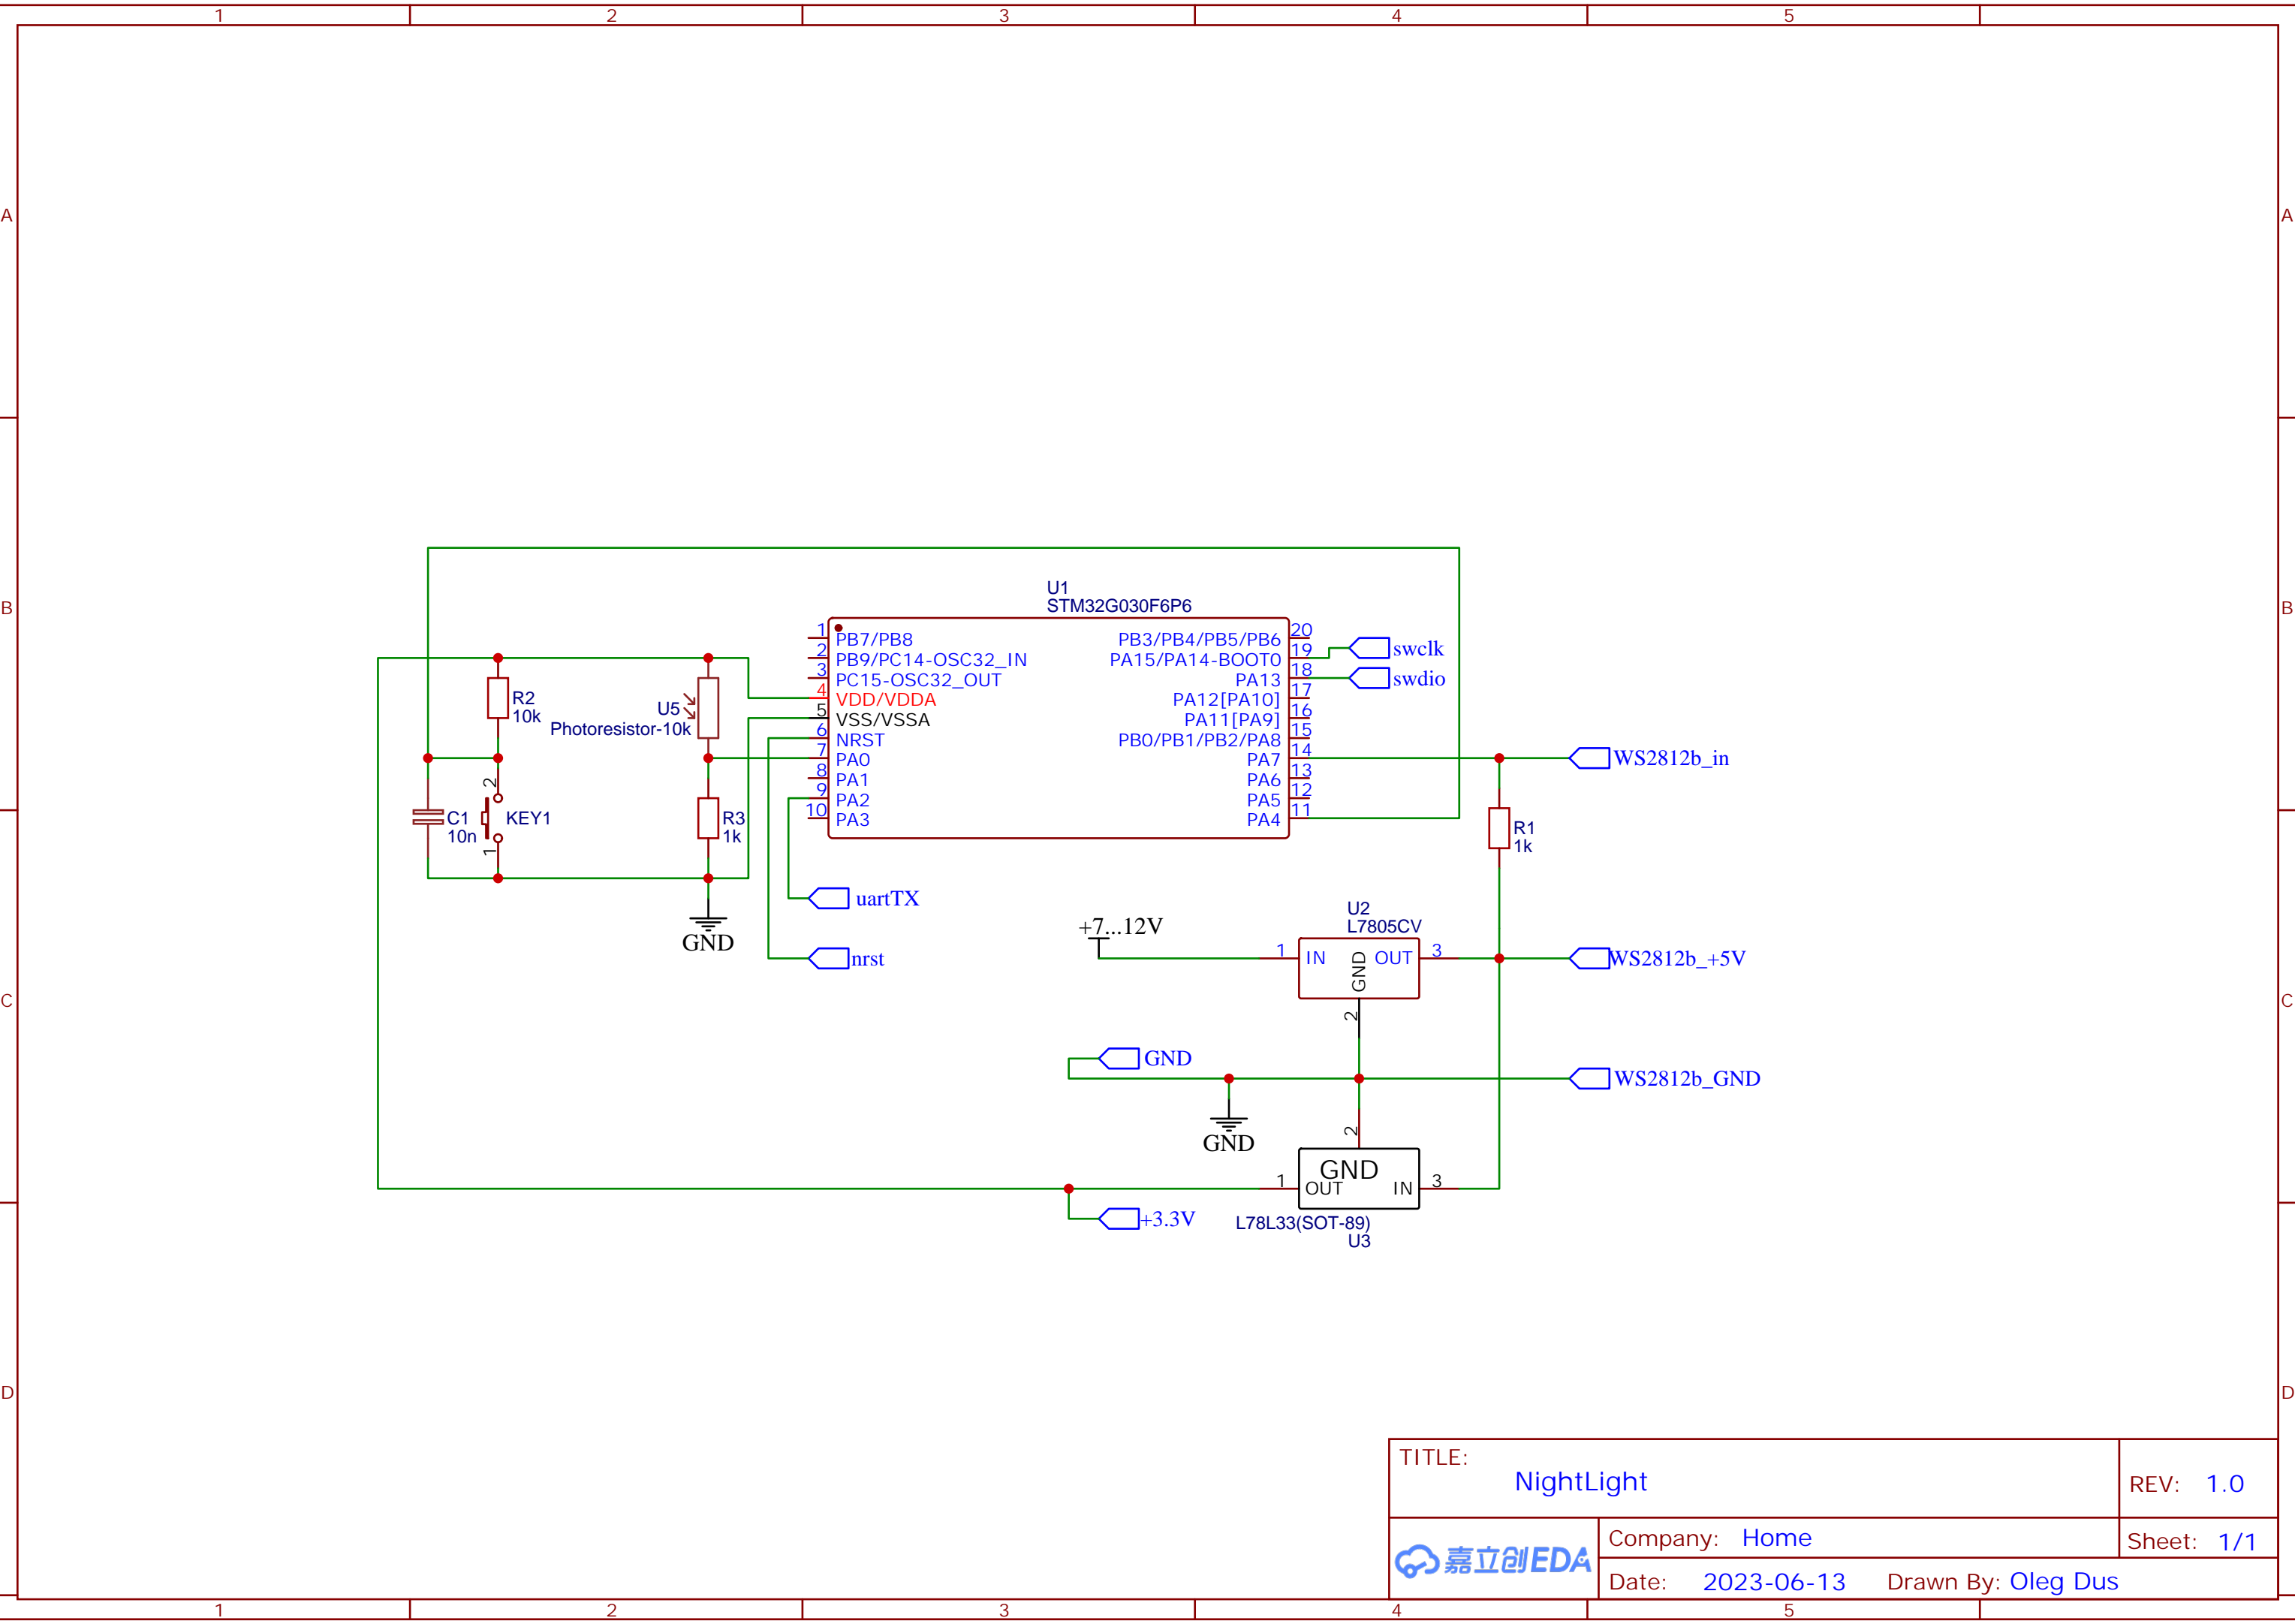 1 2 3 4 5
A A
B B
C C
D D
U1
STM32G030F6P6
1 PB7/PB8
2 PB9/PC14-OSC32_IN
3 PC15-OSC32_OUT
4 VDD/VDDA
5 VSS/VSSA
6 NRST
7 PA0
8 PA1
9 PA2
10 PA3
PB3/PB4/PB5/PB6 20
PA15/PA14-BOOT0 19
PA13 18
PA12[PA10] 17
PA11[PA9] 16
PB0/PB1/PB2/PA8 15
PA7 14
PA6 13
PA5 12
PA4 11
swclk
swdio
R2
10k
U5
Photoresistor-10k
2
C1
10n
KEY1
1
R3
1k
GND
uartTX
nrst
WS2812b_in
R1
1k
+7...12V
U2
L7805CV
1 IN GND OUT 3
2
WS2812b_+5V
GND
WS2812b_GND
GND
2
GND
1 OUT IN 3
+3.3V
L78L33(SOT-89)
U3
TITLE:
NightLight
REV: 1.0
嘉立创EDA
Company: Home
Sheet: 1/1
Date: 2023-06-13 Drawn By: Oleg Dus
1 2 3 4 5